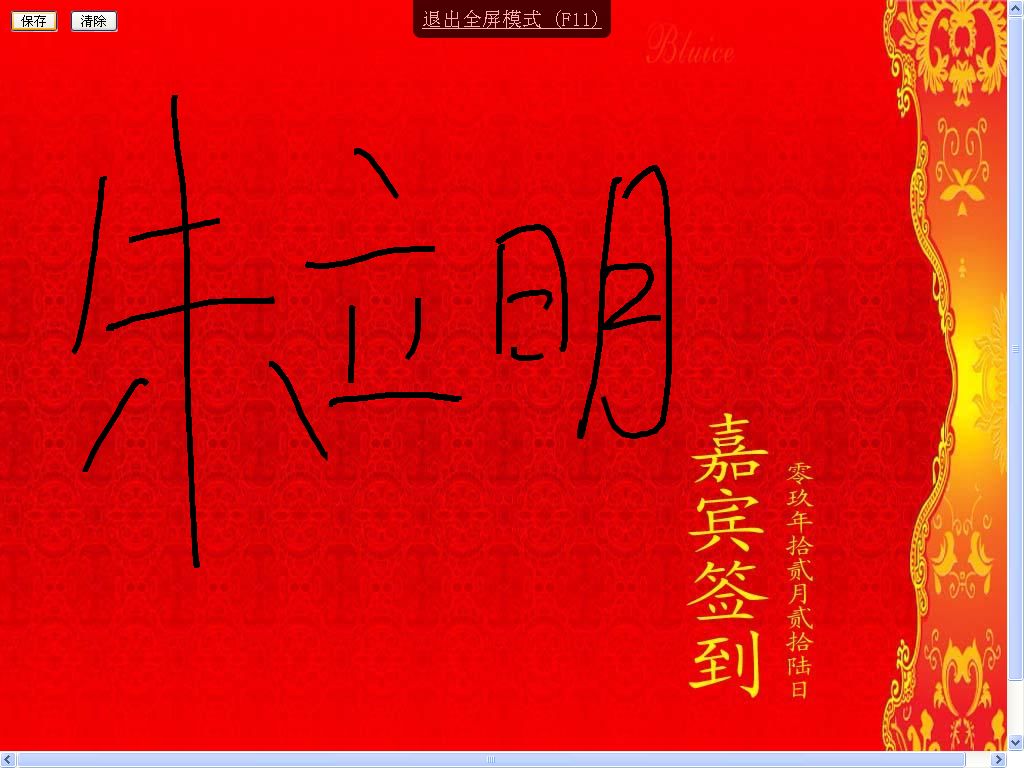 保存 清除
退出全屏模式 (F11)
Bluice
朱立明
嘉宾签到
零玖年拾贰月贰拾陆日